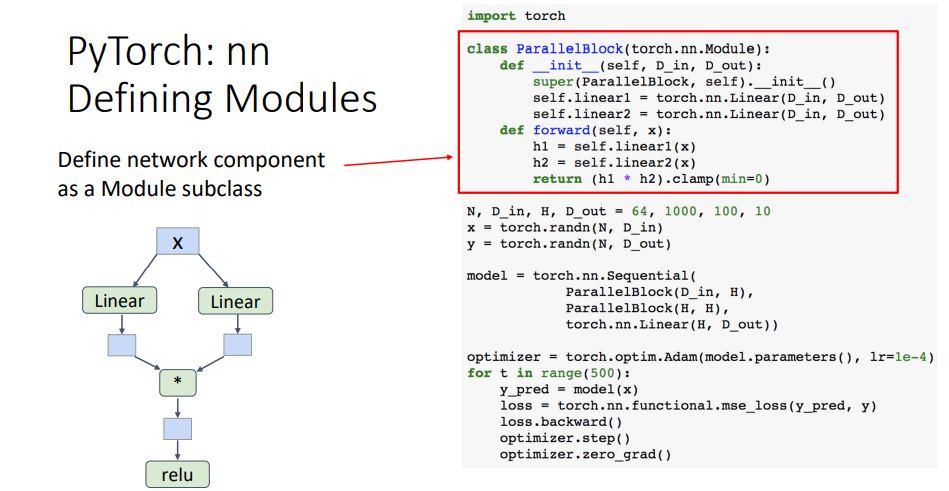 PyTorch: nn
Defining Modules
Define network component
as a Module subclass
X
Linear
Linear
*
relu
import torch
class ParallelBlock(torch.nn.Module):
    def __init__(self, D_in, D_out):
        super(ParallelBlock, self).__init__()
        self.linear1 = torch.nn.Linear(D_in, D_out)
        self.linear2 = torch.nn.Linear(D_in, D_out)
    def forward(self, x):
        h1 = self.linear1(x)
        h2 = self.linear2(x)
        return (h1 * h2).clamp(min=0)
N, D_in, H, D_out = 64, 1000, 100, 10
x = torch.randn(N, D_in)
y = torch.randn(N, D_out)
model = torch.nn.Sequential(
            ParallelBlock(D_in, H),
            ParallelBlock(H, H),
            torch.nn.Linear(H, D_out))
optimizer = torch.optim.Adam(model.parameters(), lr=1e-4)
for t in range(500):
    y_pred = model(x)
    loss = torch.nn.functional.mse_loss(y_pred, y)
    loss.backward()
    optimizer.step()
    optimizer.zero_grad()